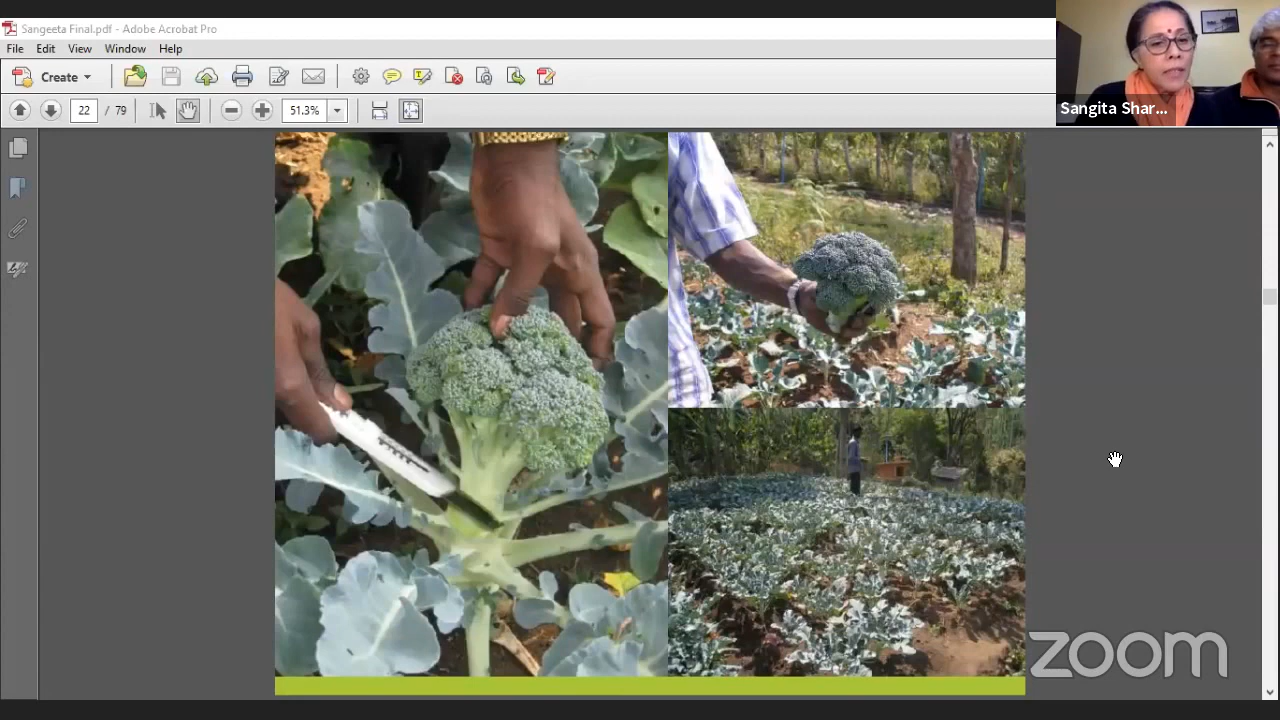 Sangeeta Final.pdf - Adobe Acrobat Pro
File Edit View Window Help
Create
22 / 79 51.3%
Sangita Shar...
zoom